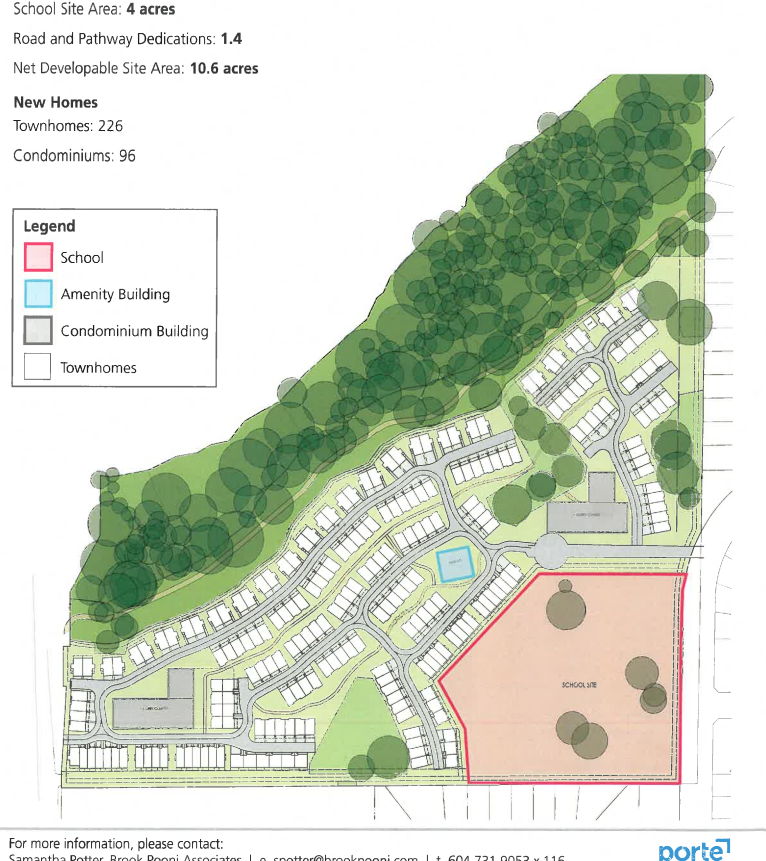 School Site Area: 4 acres
Road and Pathway Dedications: 1.4
Net Developable Site Area: 10.6 acres
New Homes
Townhomes: 226
Condominiums: 96
Legend
School
Amenity Building
Condominium Building
Townhomes
SCHOOL SITE
For more information, please contact:
Samantha Potter, Brook Pooni Associates | e. spotter@brookpooni.com | t. 604.731.9053 x 116
porte